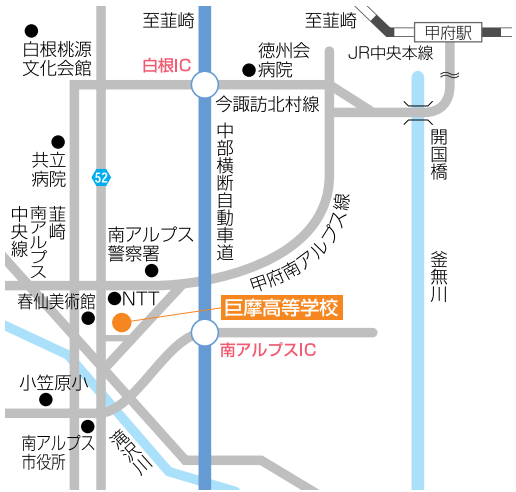 至韮崎
至韮崎
甲府駅
白根桃源
文化会館
白根IC
徳州会
病院
JR中央本線
今諏訪北村線
開国橋
共立
病院
52
中部横断自動車道
韮崎
南アルプス
中央線
南アルプス
警察署
甲府南アルプス線
釜無川
春仙美術館
NTT
巨摩高等学校
南アルプスIC
小笠原小
南アルプス
市役所
滝沢川